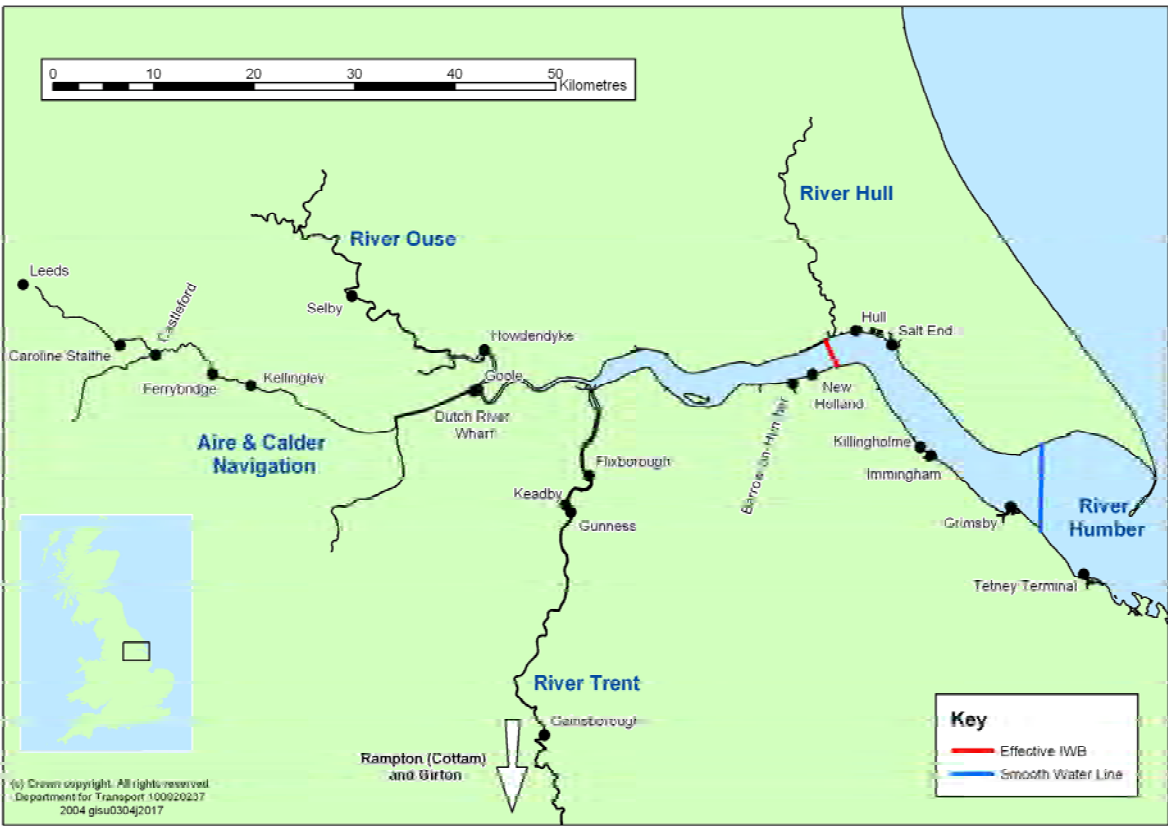 0 10 20 30 40 50
Kilometres
River Hull
River Ouse
Leeds
Castleford
Selby
Hull
Salt End
Howdendyke
Caroline Staithe
Ferrybridge
Kellingley
Goole
Dutch River
Wharf
New
Holland
Barrow-on-Humber
Aire & Calder
Navigation
Killingholme
Immingham
Flixborough
Keadby
Gunness
Grimsby
River
Humber
Tetney Terminal
River Trent
Gainsborough
Rampton (Cottam)
and Girton
Key
Effective IWB
Smooth Water Line
(c) Crown copyright. All rights reserved
Department for Transport 100020237
2004 gisu0304j2017